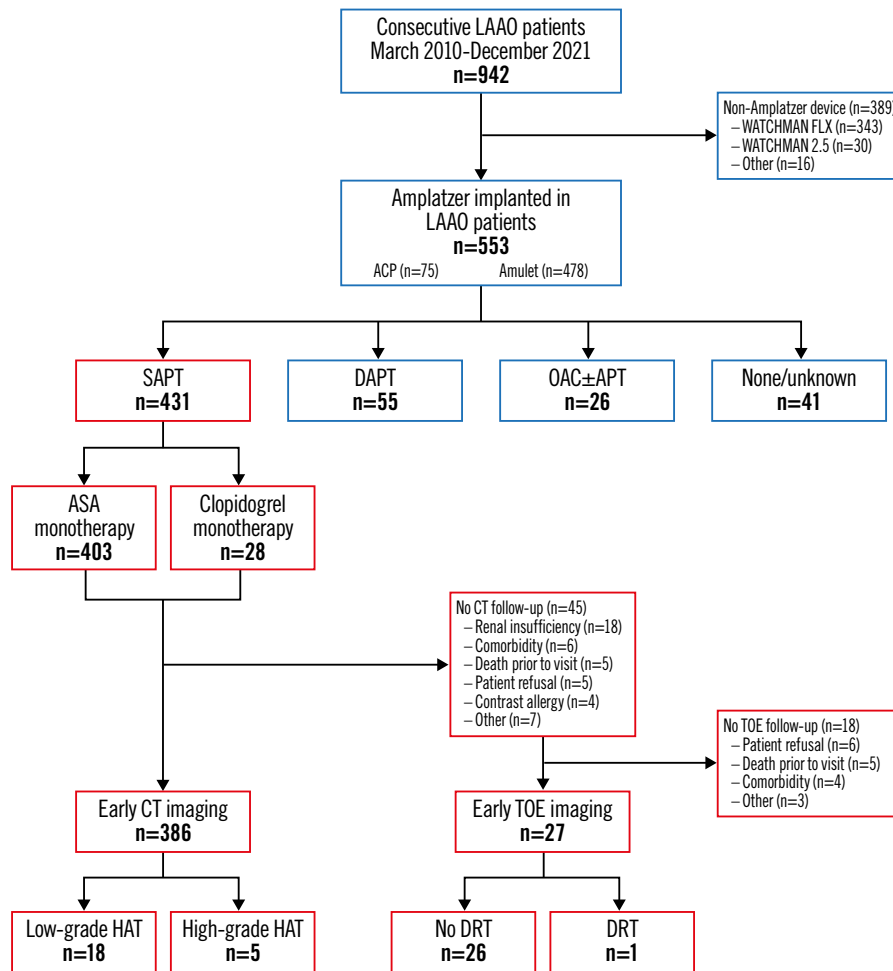 Consecutive LAAO patients
March 2010-December 2021
n=942
Non-Amplatzer device (n=389)
– WATCHMAN FLX (n=343)
– WATCHMAN 2.5 (n=30)
– Other (n=16)
Amplatzer implanted in
LAAO patients
n=553
ACP (n=75) Amulet (n=478)
SAPT
n=431
DAPT
n=55
OAC±APT
n=26
None/unknown
n=41
ASA
monotherapy
n=403
Clopidogrel
monotherapy
n=28
No CT follow-up (n=45)
– Renal insufficiency (n=18)
– Comorbidity (n=6)
– Death prior to visit (n=5)
– Patient refusal (n=5)
– Contrast allergy (n=4)
– Other (n=7)
No TOE follow-up (n=18)
– Patient refusal (n=6)
– Death prior to visit (n=5)
– Comorbidity (n=4)
– Other (n=3)
Early CT imaging
n=386
Early TOE imaging
n=27
Low-grade HAT
n=18
High-grade HAT
n=5
No DRT
n=26
DRT
n=1